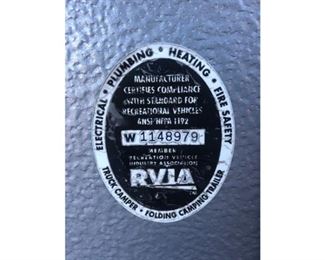 ELECTRICAL • PLUMBING • HEATING • FIRE SAFETY
MANUFACTURER
CERTIFIES COMPLIANCE
WITH STANDARD FOR
RECREATIONAL VEHICLES
ANSI/NFPA 1192
W 1148979
MEMBER
RECREATION VEHICLE
INDUSTRY ASSOCIATION
RVIA
TM
TRUCK CAMPER • FOLDING CAMPING TRAILER